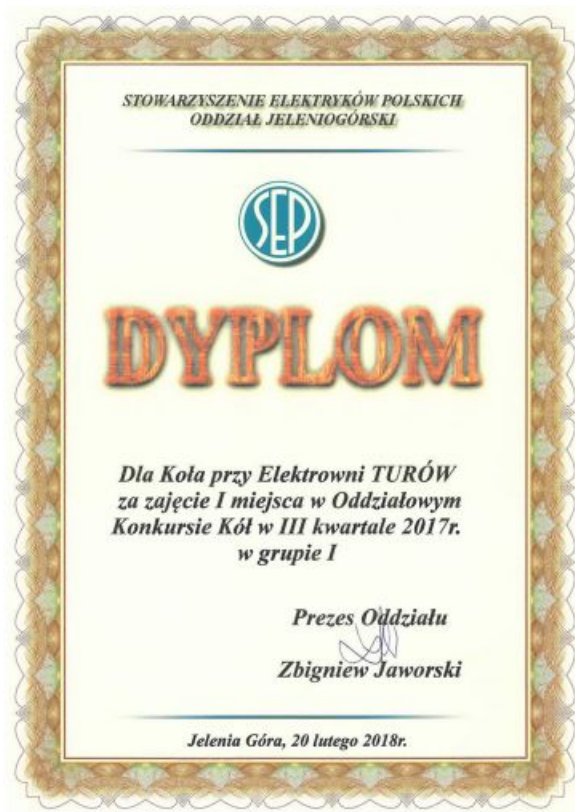 STOWARZYSZENIE ELEKTRYKÓW POLSKICH
ODDZIAŁ JELENIOGÓRSKI
SEP
DYPLOM
Dla Koła przy Elektrowni TURÓW
za zajęcie I miejsca w Oddziałowym
Konkursie Kół w III kwartale 2017r.
w grupie I
Prezes Oddziału
Zbigniew Jaworski
Jelenia Góra, 20 lutego 2018r.